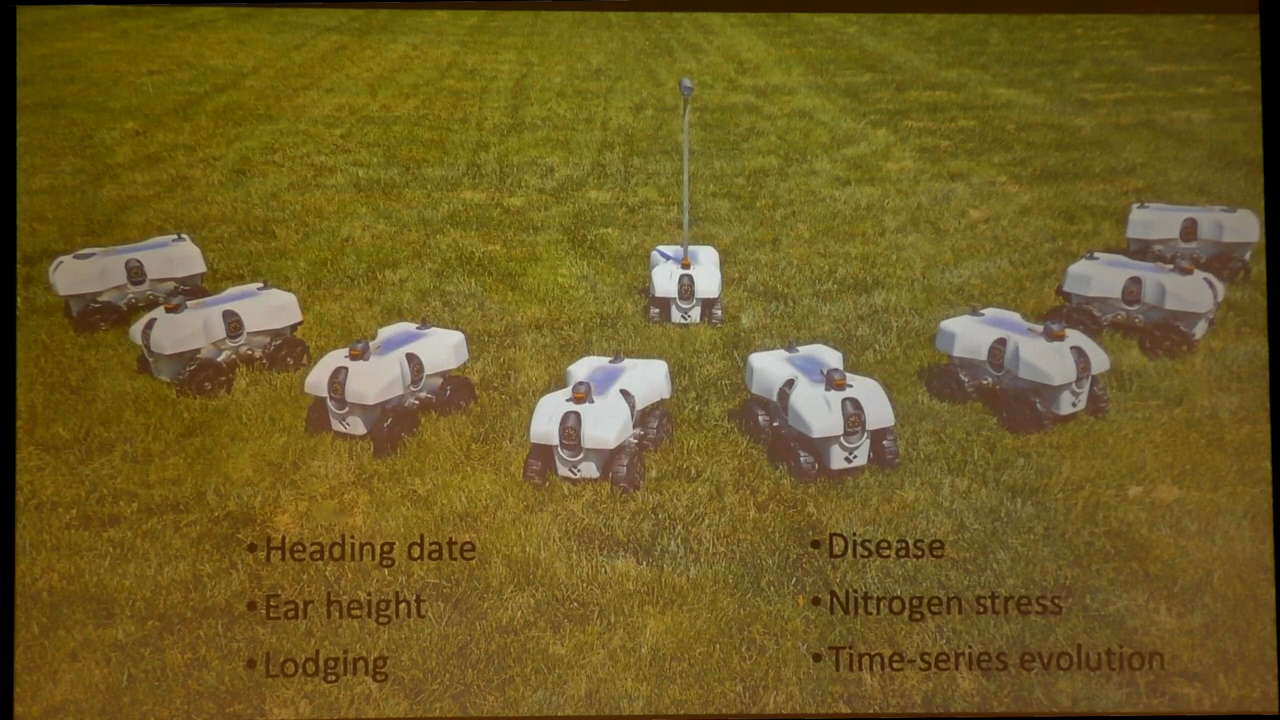 •Heading date
•Ear height
•Lodging
•Disease
•Nitrogen stress
•Time-series evolution